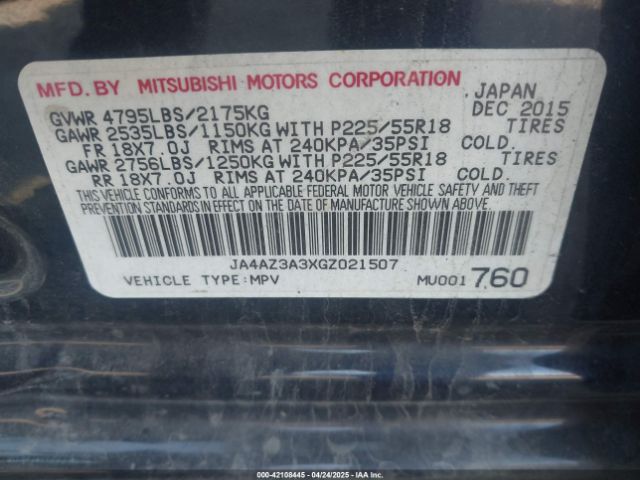 MFD. BY MITSUBISHI MOTORS CORPORATION JAPAN
GVWR 4795LBS/2175KG DEC 2015
GAWR 2535LBS/1150KG WITH P225/55R18 TIRES
FR 18X7.0J RIMS AT 240KPA/35PSI COLD.
GAWR 2756LBS/1250KG WITH P225/55R18 TIRES
RR 18X7.0J RIMS AT 240KPA/35PSI COLD.
THIS VEHICLE CONFORMS TO ALL APPLICABLE FEDERAL MOTOR VEHICLE SAFETY AND THEFT
PREVENTION STANDARDS IN EFFECT ON THE DATE OF MANUFACTURE SHOWN ABOVE.
JA4AZ3A3XGZ021507
VEHICLE TYPE:MPV MU001760
000-42108445 - 04/24/2025 - IAA Inc.